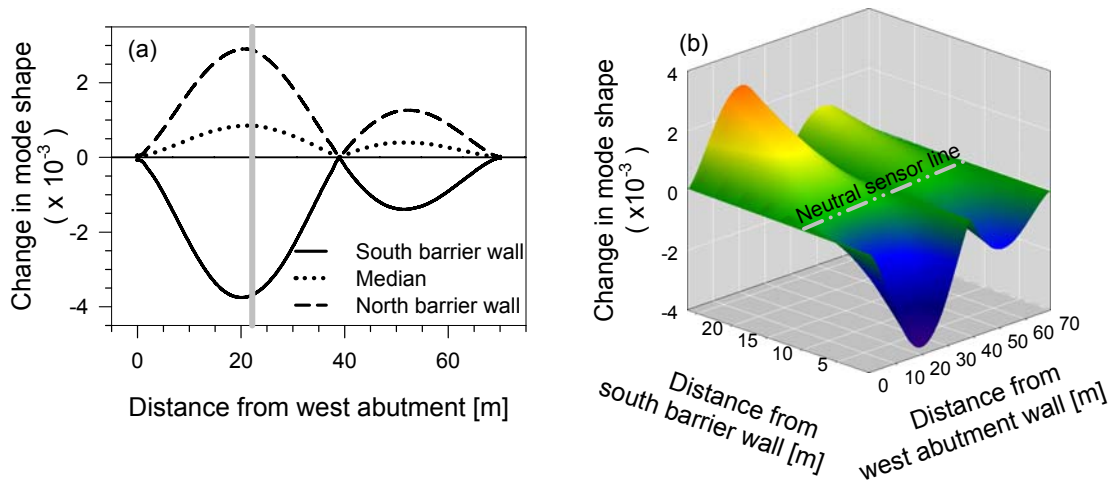 (a)
Change in mode shape
( x 10⁻³ )
2
0
-2
-4
South barrier wall
Median
North barrier wall
0 20 40 60
Distance from west abutment [m]
(b)
Change in mode shape
( x10⁻³ )
4
2
0
-2
-4
Neutral sensor line
20 15 10 5
0 10 20 30 40 50 60 70
Distance from
south barrier wall [m]
Distance from
west abutment wall [m]